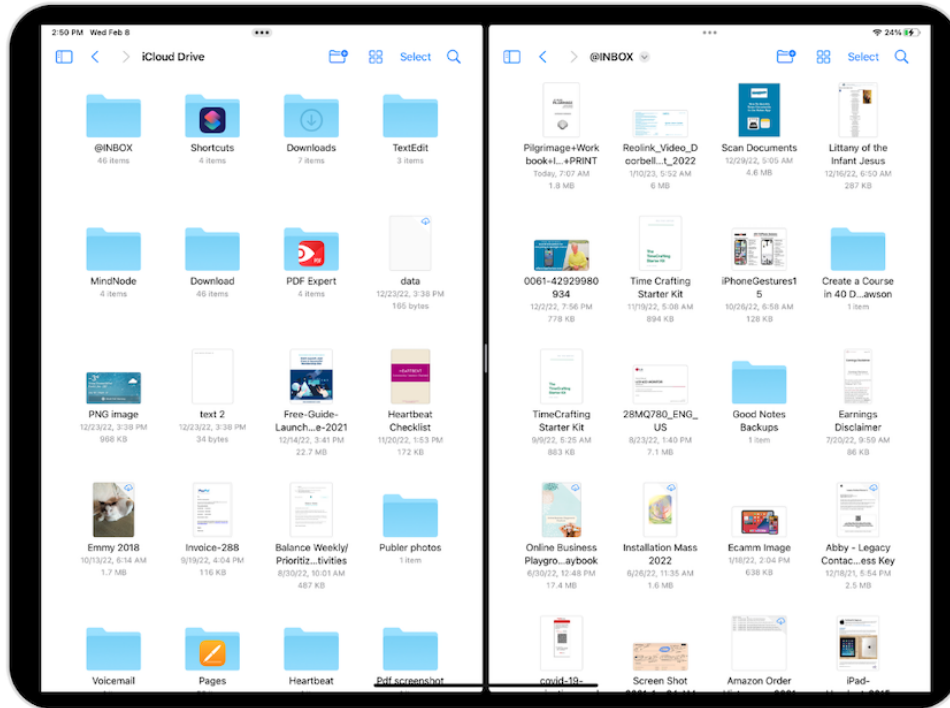 2:50 PM Wed Feb 8
24%
iCloud Drive
Select
@INBOX
Select
@INBOX
46 items
Shortcuts
4 items
Downloads
7 items
TextEdit
3 items
MindNode
4 items
Download
46 items
PDF
PDF Expert
4 items
data
12/23/22, 3:38 PM
165 bytes
PNG image
12/23/22, 3:38 PM
968 KB
text 2
12/23/22, 3:38 PM
34 bytes
Free-Guide-
Launch...e-2021
12/14/22, 3:41 PM
22.7 MB
Heartbeat
Checklist
11/20/22, 1:53 PM
172 KB
Emmy 2018
10/13/22, 6:14 AM
1.7 MB
Invoice-288
9/19/22, 4:04 PM
116 KB
Balance Weekly/
Prioritiz...tivities
8/30/22, 10:01 AM
487 KB
Publer photos
1 item
Voicemail
Pages
Heartbeat
Pdf screenshot
Pilgrimage+Work
book+I...+PRINT
Today, 7:07 AM
1.8 MB
Reolink_Video_D
oorbell...t_2022
1/10/23, 5:52 AM
6 MB
Scan Documents
12/29/22, 5:05 AM
4.6 MB
Littany of the
Infant Jesus
12/16/22, 6:50 AM
287 KB
0061-42929980
934
12/2/22, 7:56 PM
778 KB
The
TimeCrafting
Starter Kit
Time Crafting
Starter Kit
11/19/22, 5:08 AM
894 KB
iPhoneGestures1
5
10/26/22, 6:58 AM
128 KB
Create a Course
in 40 D...awson
1 item
The
TimeCrafting
Starter Kit
TimeCrafting
Starter Kit
9/9/22, 5:25 AM
883 KB
28MQ780_ENG_
US
8/23/22, 1:40 PM
7.1 MB
Good Notes
Backups
1 item
Earnings
Disclaimer
7/20/22, 9:59 AM
86 KB
Online Business
Playgro...aybook
6/30/22, 12:48 PM
17.4 MB
Installation Mass
2022
6/26/22, 11:35 AM
1.6 MB
Ecamm Image
1/18/22, 2:04 PM
638 KB
Abby - Legacy
Contac...ess Key
12/18/21, 5:54 PM
2.5 MB
covid-19-
Screen Shot
Amazon Order
iPad-